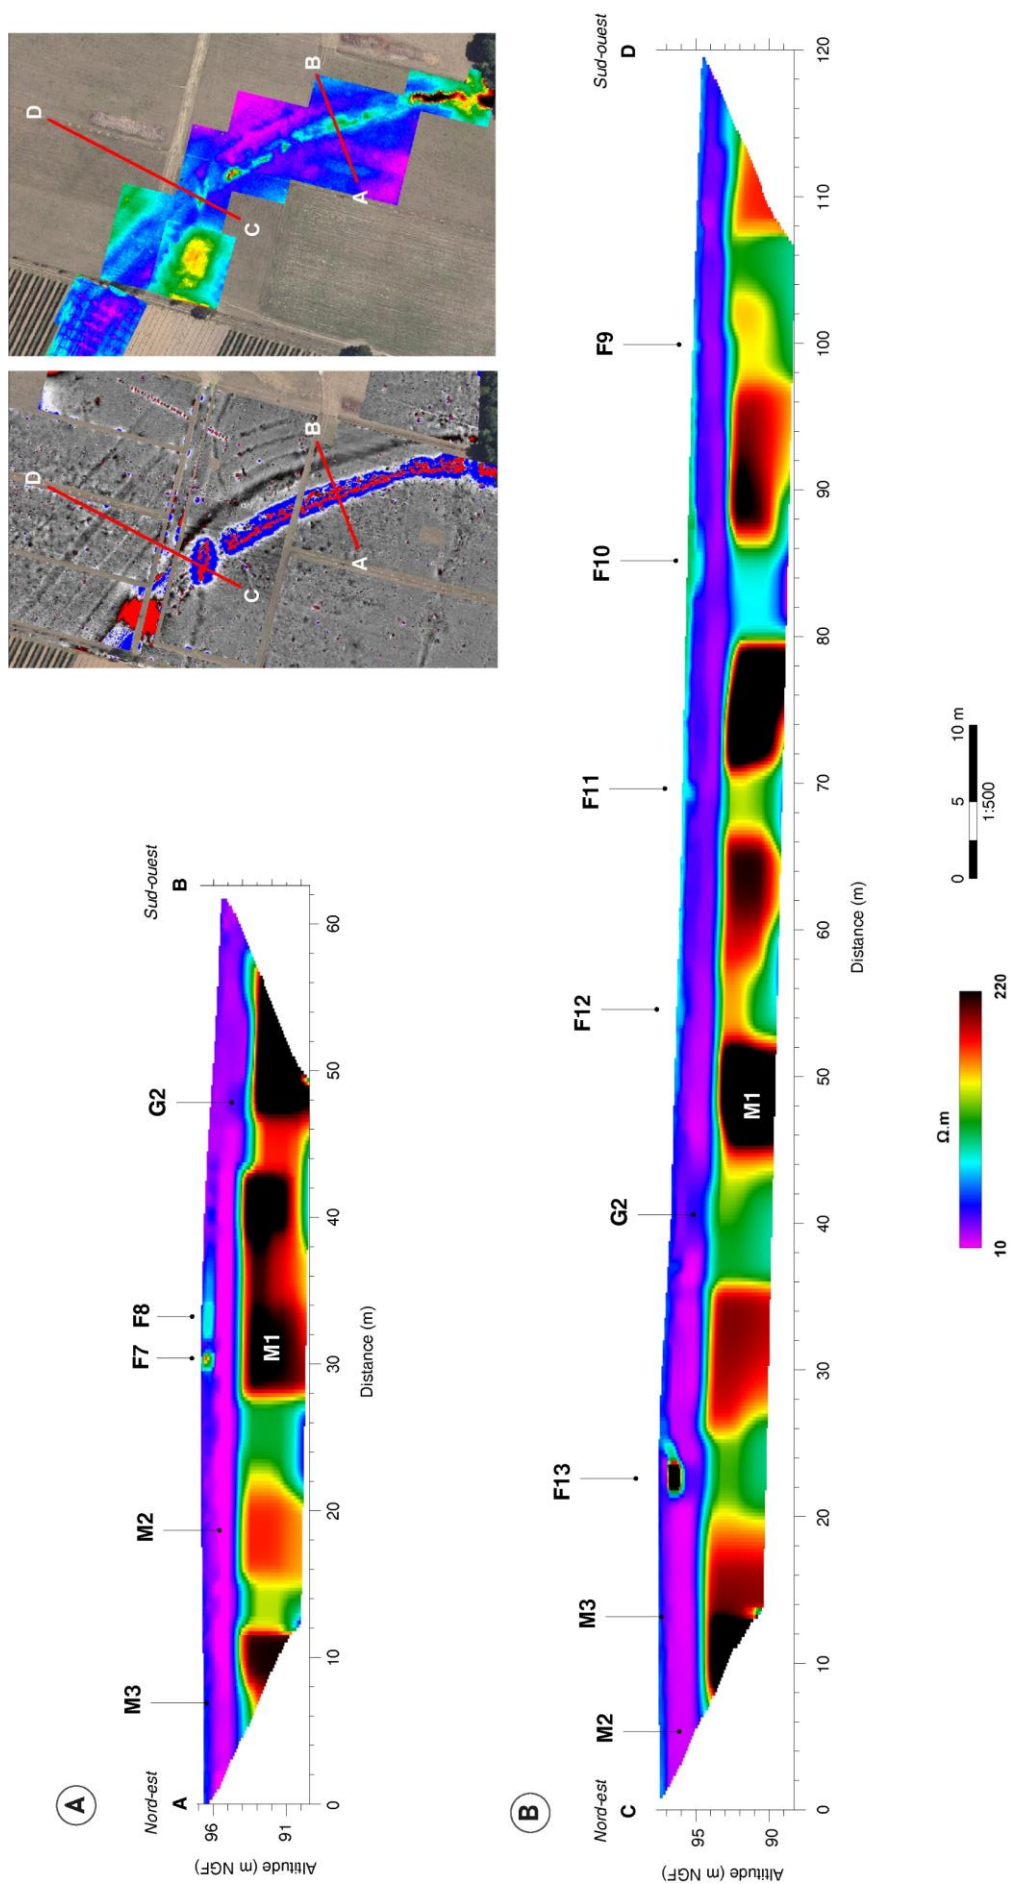 D
B
C
A
D
B
C
A
A
Nord-est
Sud-ouest
A
B
M3
M2
F7
F8
G2
M1
Altitude (m NGF)
96
91
0
10
20
30
40
50
60
Distance (m)
B
Nord-est
Sud-ouest
C
D
M2
M3
F13
G2
F12
F11
F10
F9
M1
Altitude (m NGF)
95
90
0
10
20
30
40
50
60
70
80
90
100
110
120
Distance (m)
Ω.m
10
220
0
5
10 m
1:500